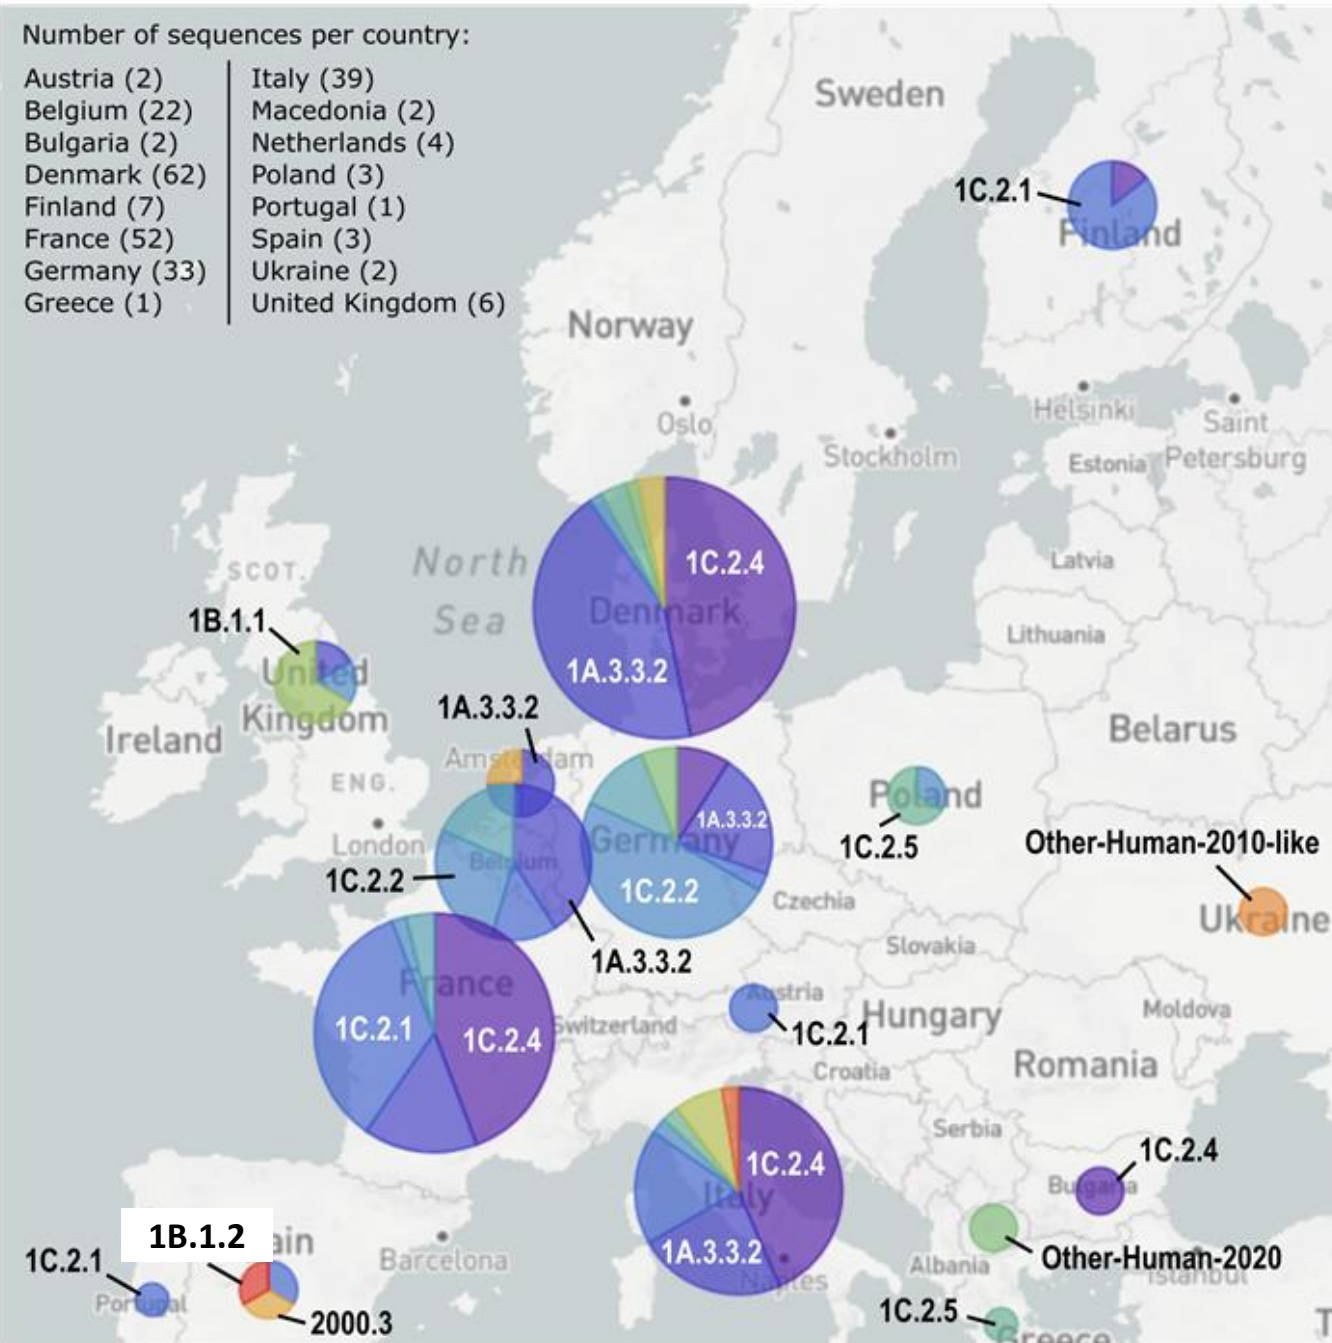 Number of sequences per country:
Austria (2)
Belgium (22)
Bulgaria (2)
Denmark (62)
Finland (7)
France (52)
Germany (33)
Greece (1)
Italy (39)
Macedonia (2)
Netherlands (4)
Poland (3)
Portugal (1)
Spain (3)
Ukraine (2)
United Kingdom (6)
Sweden
1C.2.1
Finland
Norway
Oslo
Helsinki
Saint
Petersburg
Stockholm
Estonia
North
Sea
SCOT.
1C.2.4
Latvia
Denmark
1B.1.1
Lithuania
1A.3.3.2
United
Kingdom
Ireland
1A.3.3.2
Belarus
Amsterdam
ENG.
Poland
1A.3.3.2
London
Germany
1C.2.5
Other-Human-2010-like
Belgium
1C.2.2
1C.2.2
Czechia
Ukraine
Slovakia
1A.3.3.2
France
Austria
Moldova
1C.2.1
1C.2.4
Switzerland
1C.2.1
Hungary
Croatia
Romania
Serbia
1C.2.4
1C.2.4
Italy
Bulgaria
1B.1.2
ain
Barcelona
1A.3.3.2
Naples
Albania
Other-Human-2020
Istanbul
1C.2.1
Portugal
2000.3
1C.2.5
Greece
T